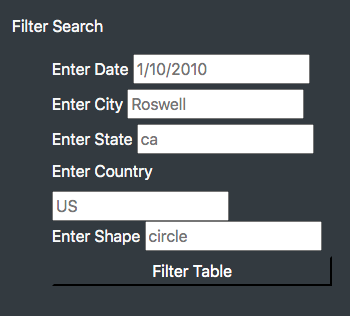 Filter Search
Enter Date 1/10/2010
Enter City Roswell
Enter State ca
Enter Country
US
Enter Shape circle
Filter Table